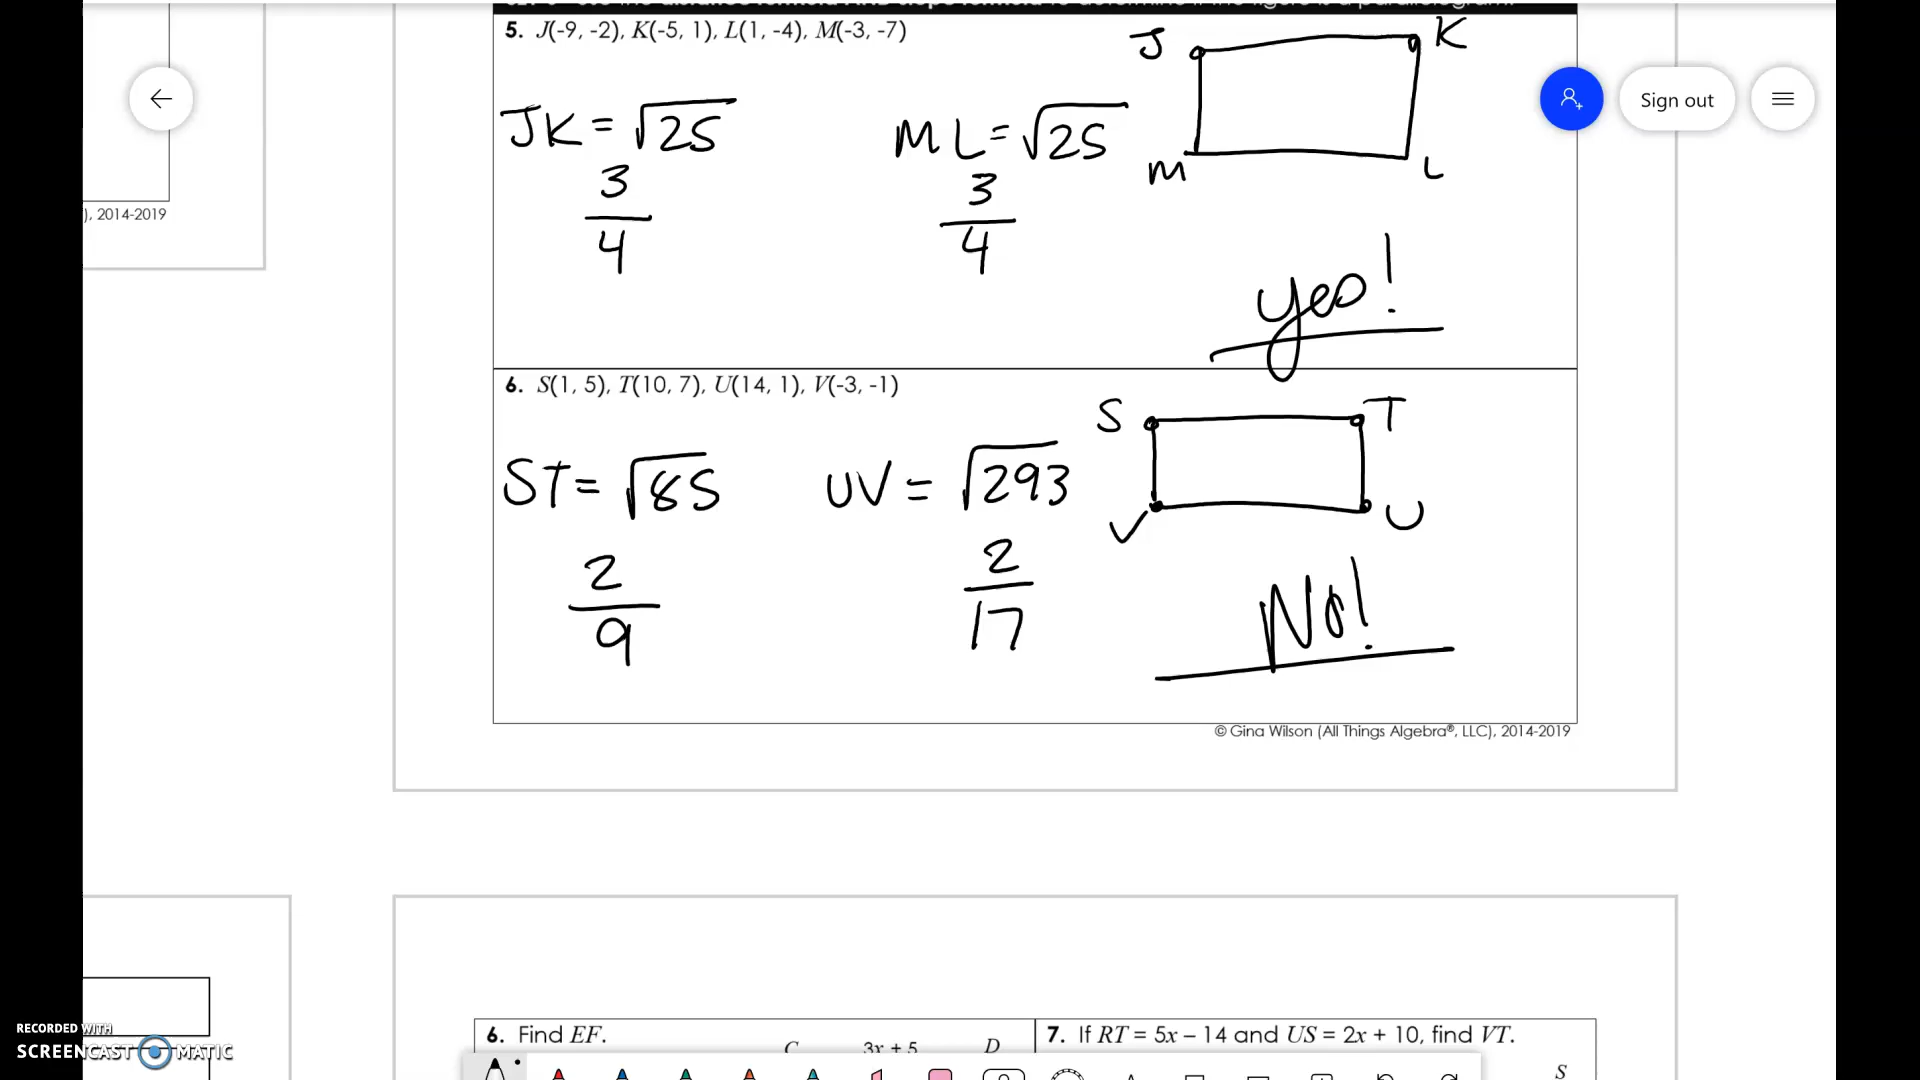 5. J(-9, -2), K(-5, 1), L(1, -4), M(-3, -7)
J K
JK = √25 ML = √25
M L
3 3
4 4
yes!
), 2014-2019
Sign out
6. S(1, 5), T(10, 7), U(14, 1), V(-3, -1)
S T
ST = √85 UV = √293
V U
2 2
9 17
No!
© Gina Wilson (All Things Algebra®, LLC), 2014-2019
6. Find EF.
C 3x + 5 D
7. If RT = 5x – 14 and US = 2x + 10, find VT.
S
RECORDED WITH
SCREENCAST MATIC